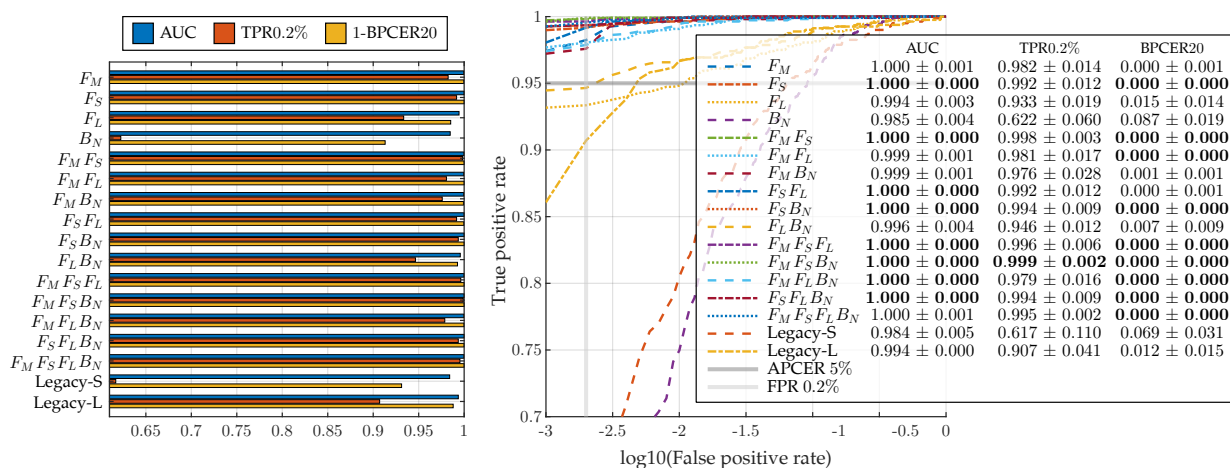 AUC TPR0.2% 1-BPCER20
F_M
F_S
F_L
B_N
F_M F_S
F_M F_L
F_M B_N
F_S F_L
F_S B_N
F_L B_N
F_M F_S F_L
F_M F_S B_N
F_M F_L B_N
F_S F_L B_N
F_M F_S F_L B_N
Legacy-S
Legacy-L
0.65 0.7 0.75 0.8 0.85 0.9 0.95 1
True positive rate
1
0.95
0.9
0.85
0.8
0.75
0.7
-3 -2.5 -2 -1.5 -1 -0.5 0
log10(False positive rate)
AUC TPR0.2% BPCER20
F_M 1.000 ± 0.001 0.982 ± 0.014 0.000 ± 0.001
F_S 1.000 ± 0.000 0.992 ± 0.012 0.000 ± 0.000
F_L 0.994 ± 0.003 0.933 ± 0.019 0.015 ± 0.014
B_N 0.985 ± 0.004 0.622 ± 0.060 0.087 ± 0.019
F_M F_S 1.000 ± 0.000 0.998 ± 0.003 0.000 ± 0.000
F_M F_L 0.999 ± 0.001 0.981 ± 0.017 0.000 ± 0.000
F_M B_N 0.999 ± 0.001 0.976 ± 0.028 0.001 ± 0.001
F_S F_L 1.000 ± 0.000 0.992 ± 0.012 0.000 ± 0.001
F_S B_N 1.000 ± 0.000 0.994 ± 0.009 0.000 ± 0.000
F_L B_N 0.996 ± 0.004 0.946 ± 0.012 0.007 ± 0.009
F_M F_S F_L 1.000 ± 0.000 0.996 ± 0.006 0.000 ± 0.000
F_M F_S B_N 1.000 ± 0.000 0.999 ± 0.002 0.000 ± 0.000
F_M F_L B_N 1.000 ± 0.000 0.979 ± 0.016 0.000 ± 0.000
F_S F_L B_N 1.000 ± 0.000 0.994 ± 0.009 0.000 ± 0.000
F_M F_S F_L B_N 1.000 ± 0.001 0.995 ± 0.002 0.000 ± 0.000
Legacy-S 0.984 ± 0.005 0.617 ± 0.110 0.069 ± 0.031
Legacy-L 0.994 ± 0.000 0.907 ± 0.041 0.012 ± 0.015
APCER 5%
FPR 0.2%